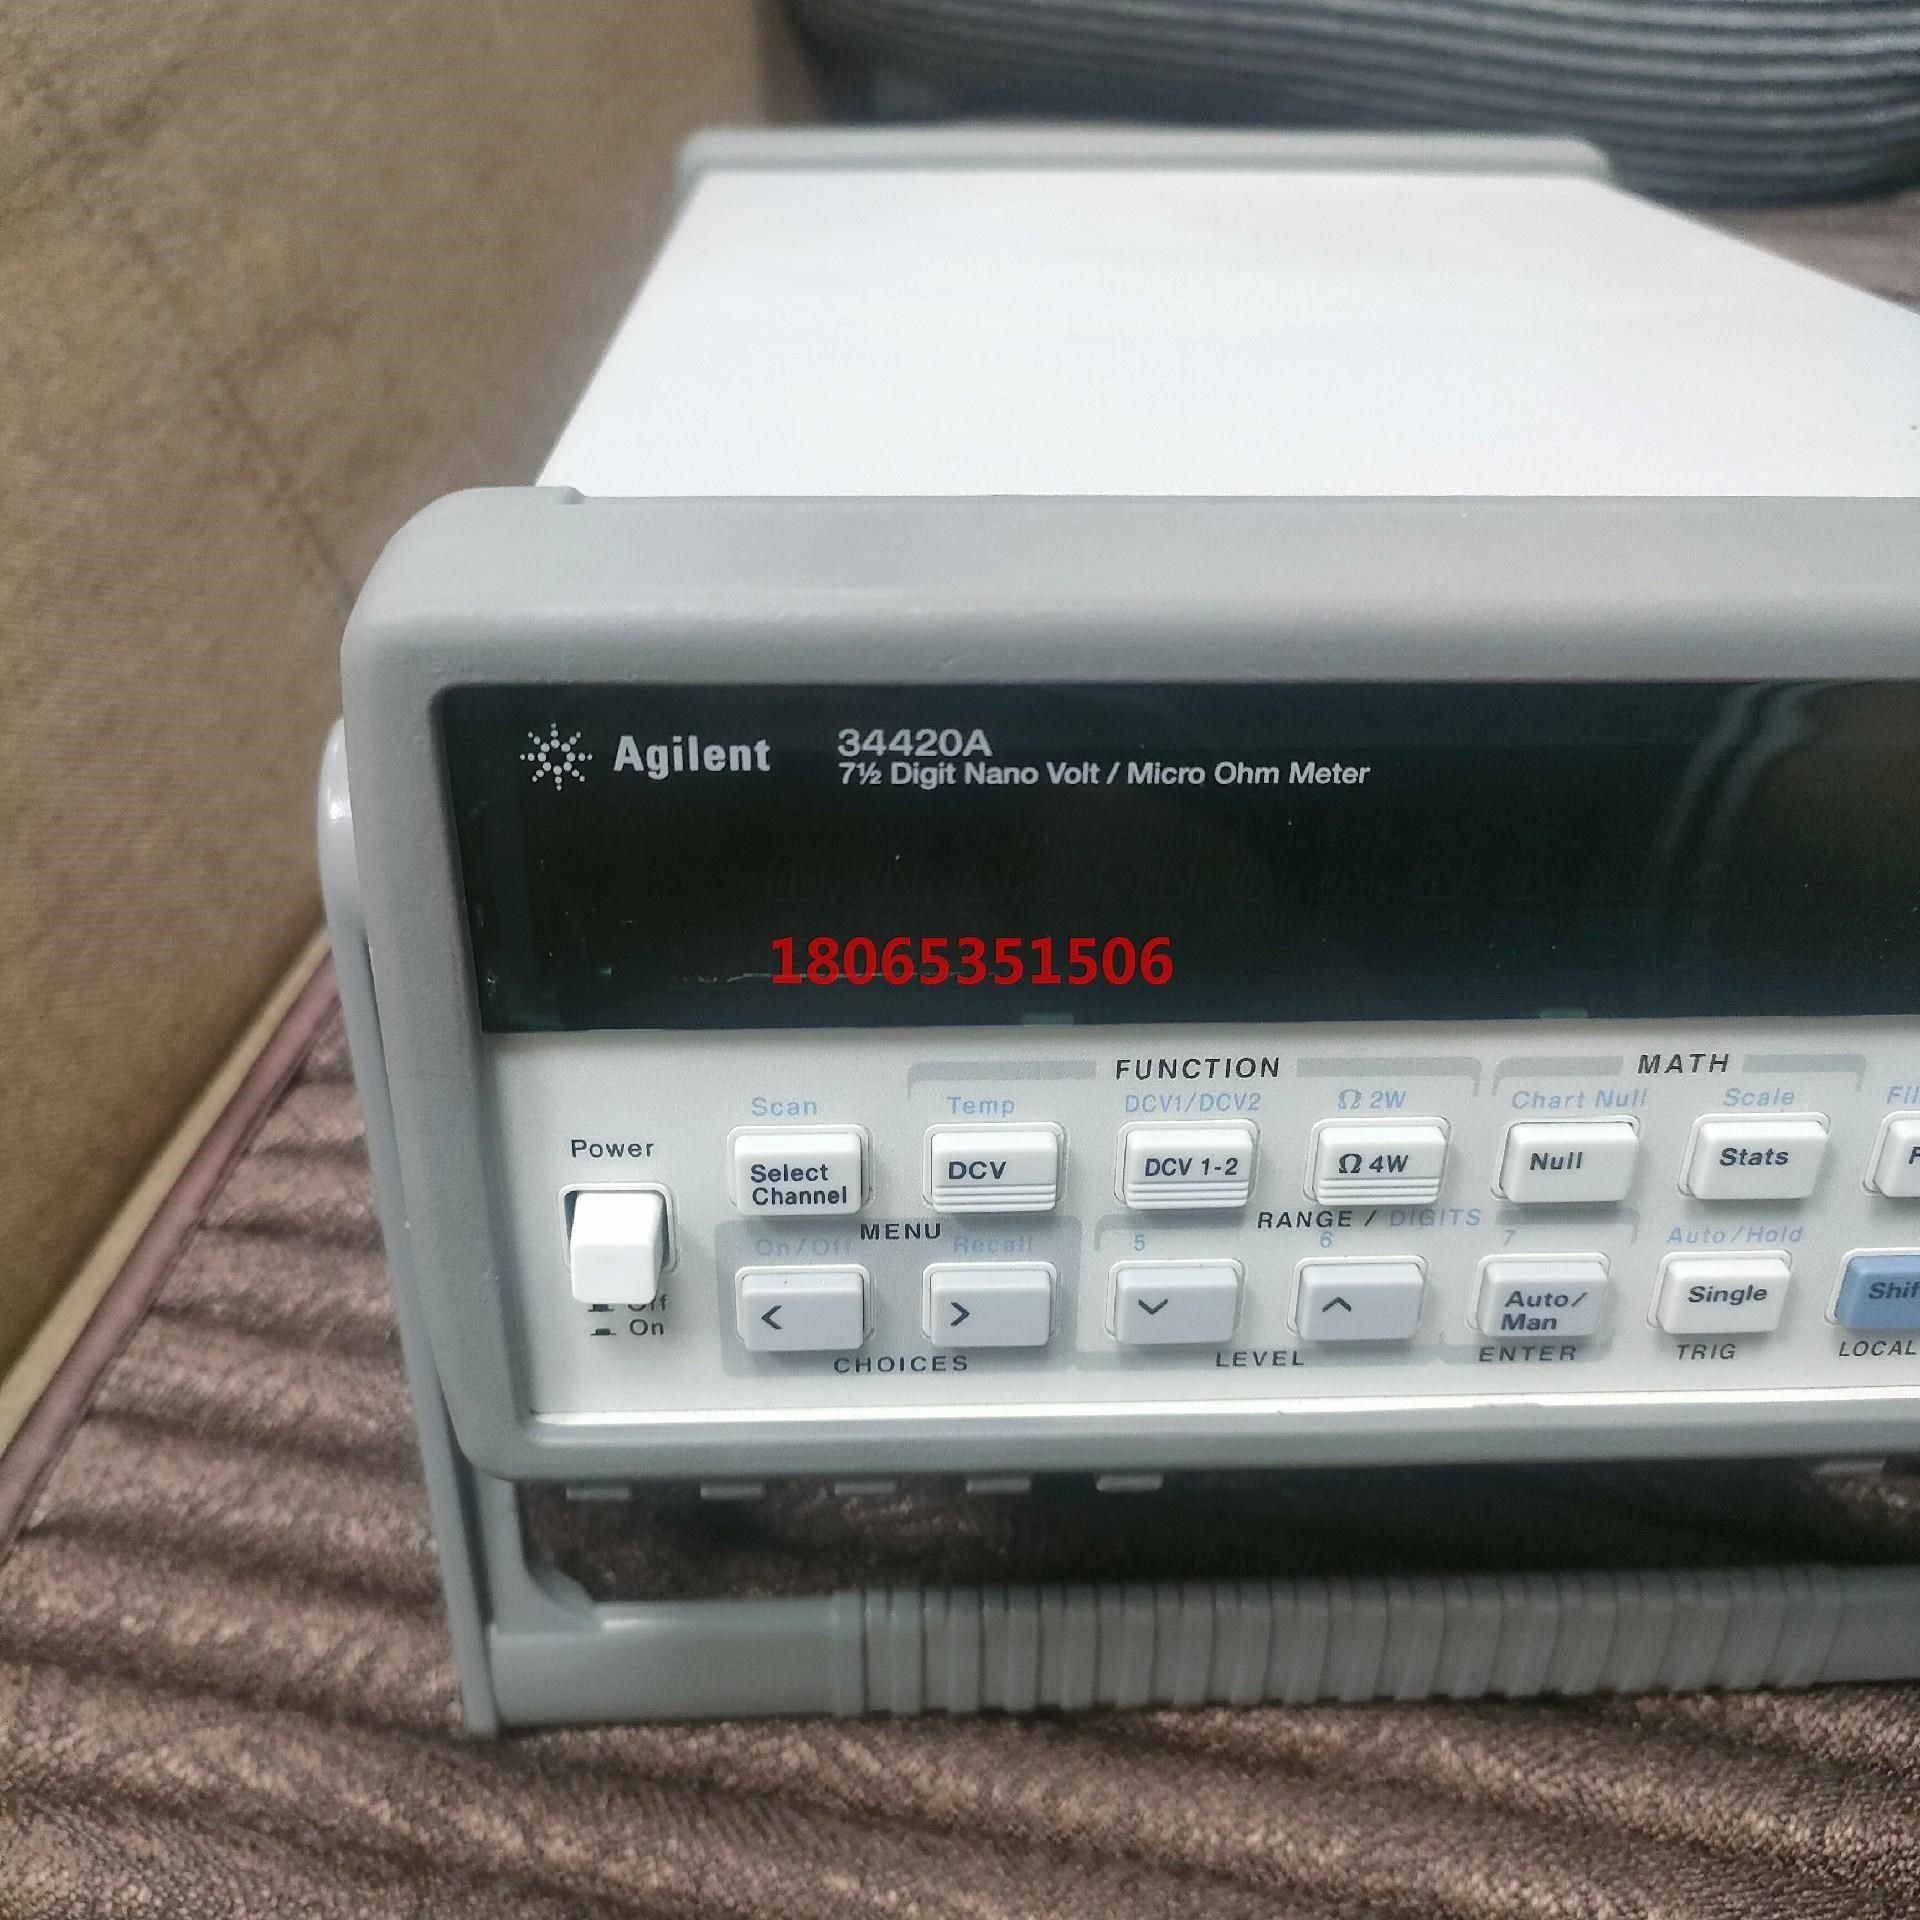 Agilent
34420A
7½ Digit Nano Volt / Micro Ohm Meter
18065351506
FUNCTION
MATH
Scan
Temp
DCV1/DCV2
Ω 2W
Chart Null
Scale
Power
Select
Channel
DCV
DCV 1-2
Ω 4W
Null
Stats
MENU
RANGE / DIGITS
On/Off
Recall
5
6
7
Auto/Hold
<
>
Auto/
Man
Single
Off
On
CHOICES
LEVEL
ENTER
TRIG
LOCAL